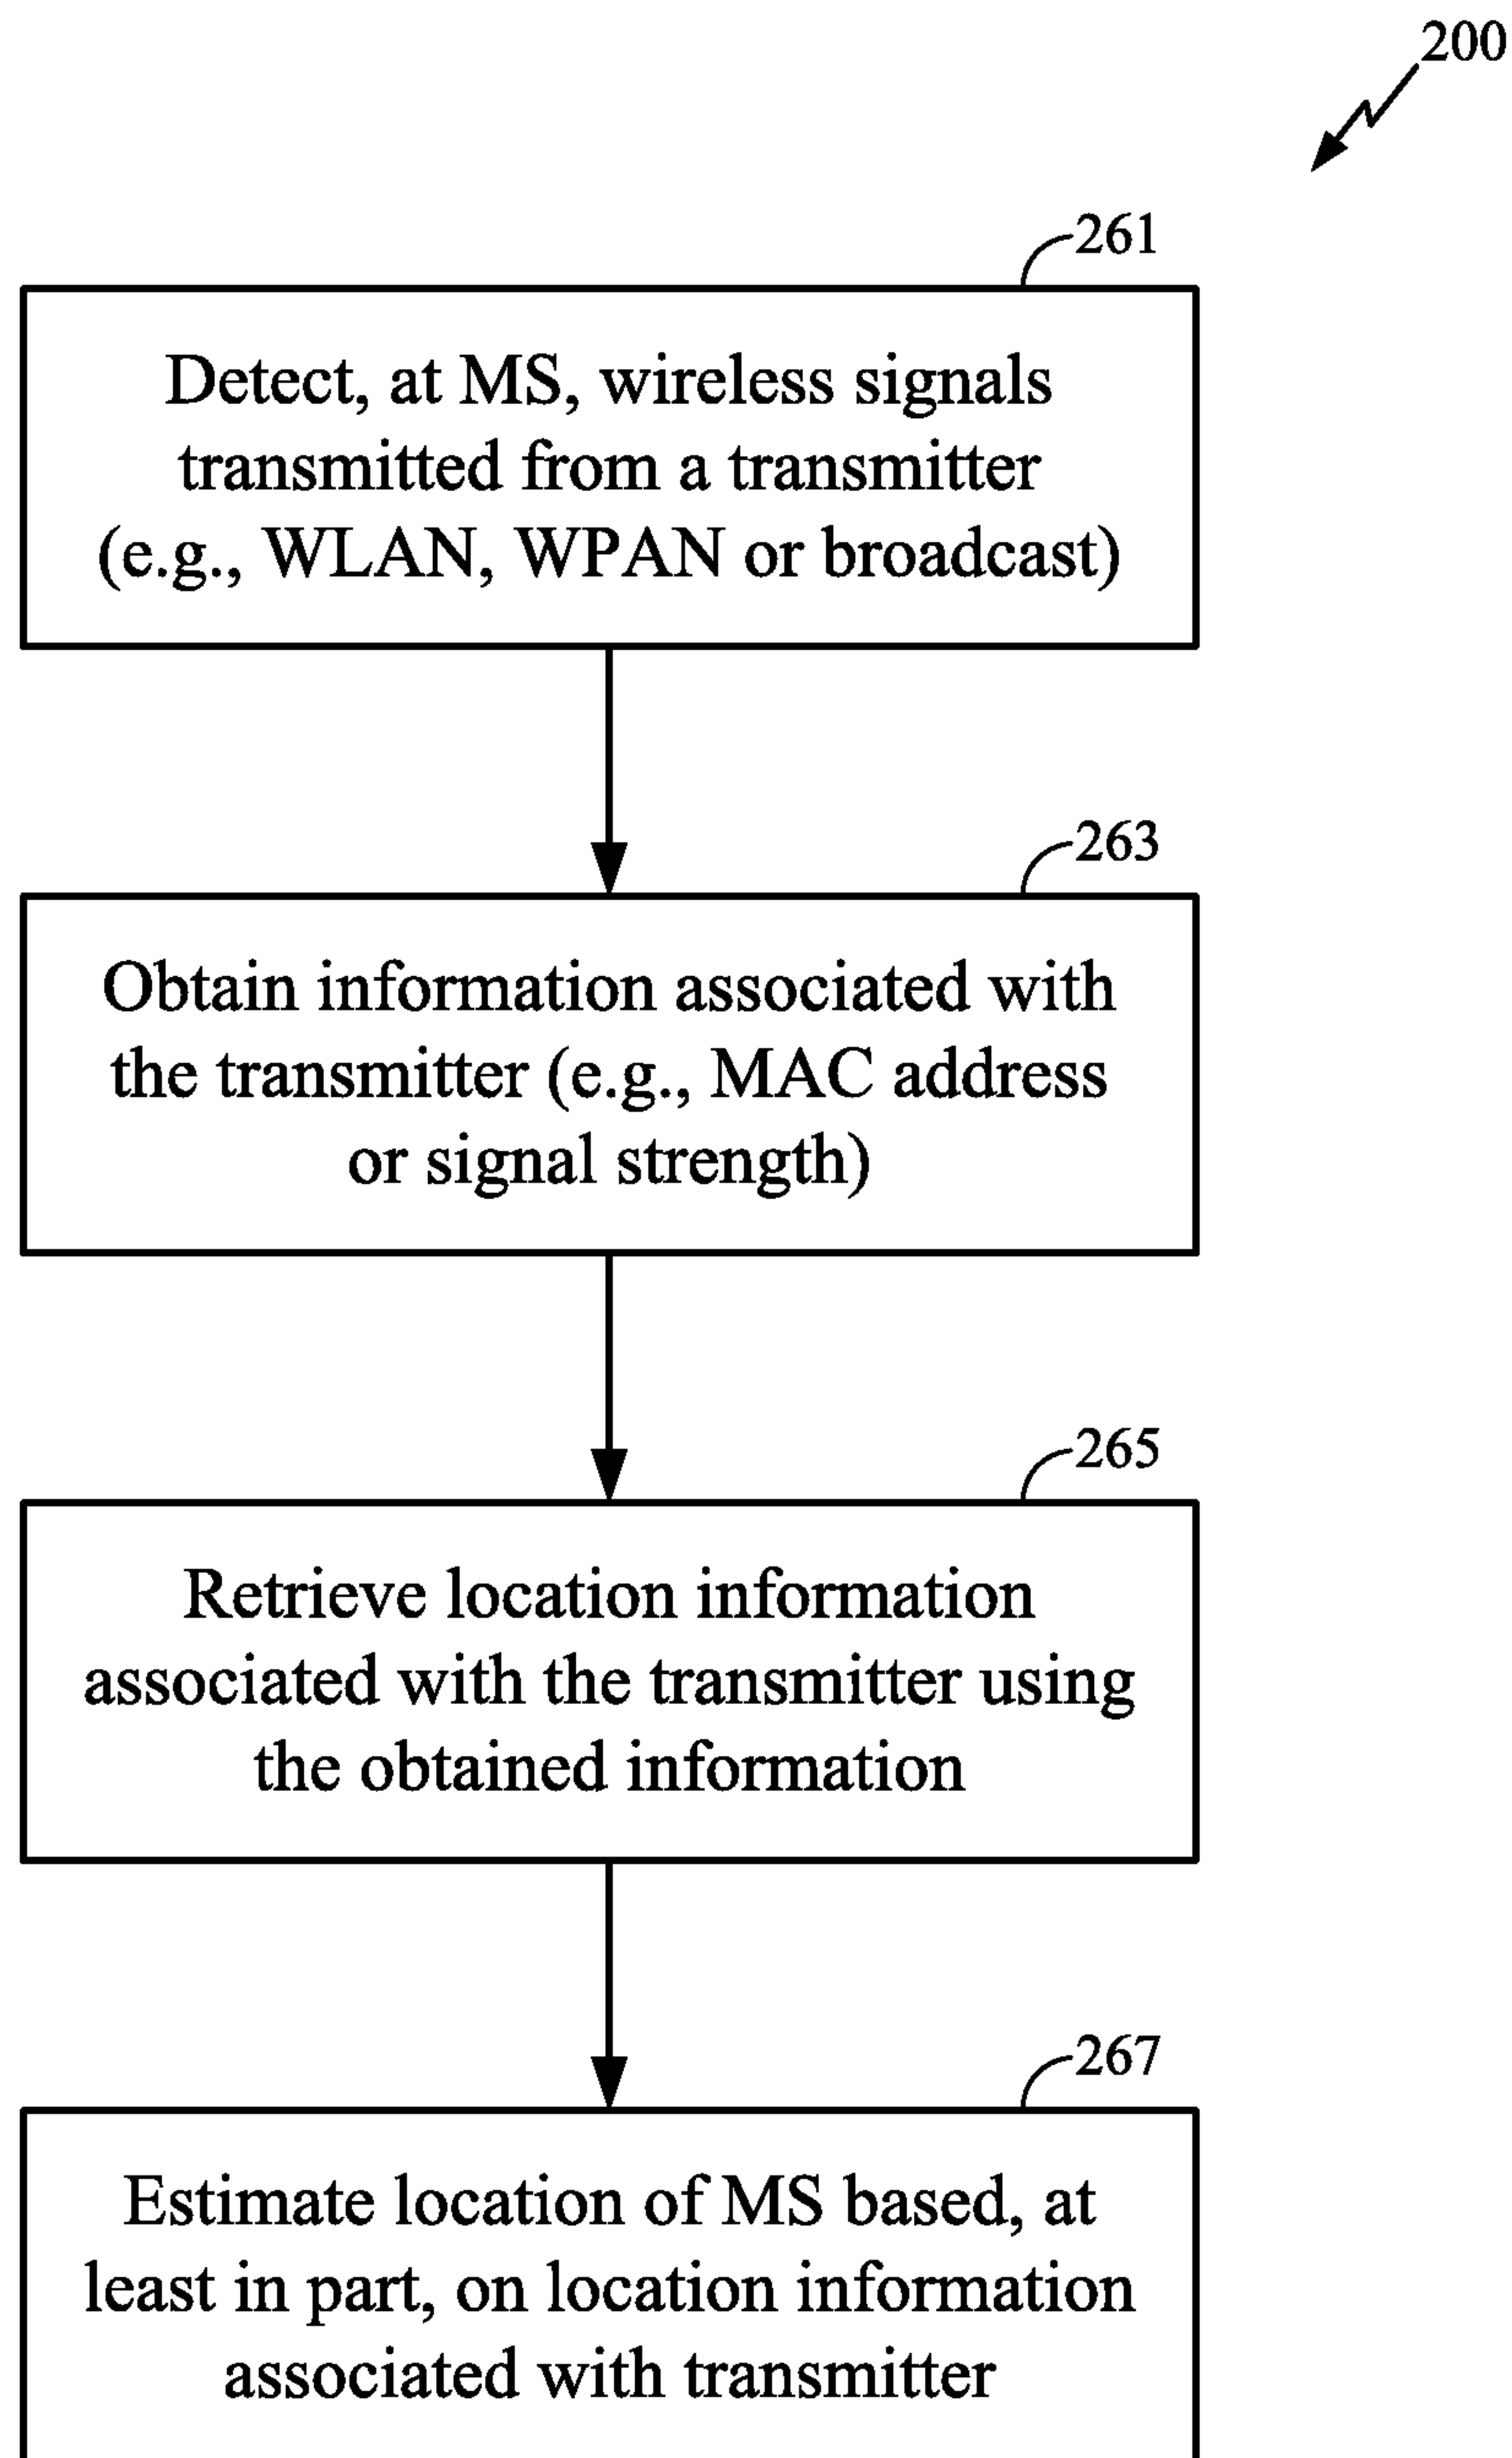 200
261
Detect, at MS, wireless signals
transmitted from a transmitter
(e.g., WLAN, WPAN or broadcast)
263
Obtain information associated with
the transmitter (e.g., MAC address
or signal strength)
265
Retrieve location information
associated with the transmitter using
the obtained information
267
Estimate location of MS based, at
least in part, on location information
associated with transmitter